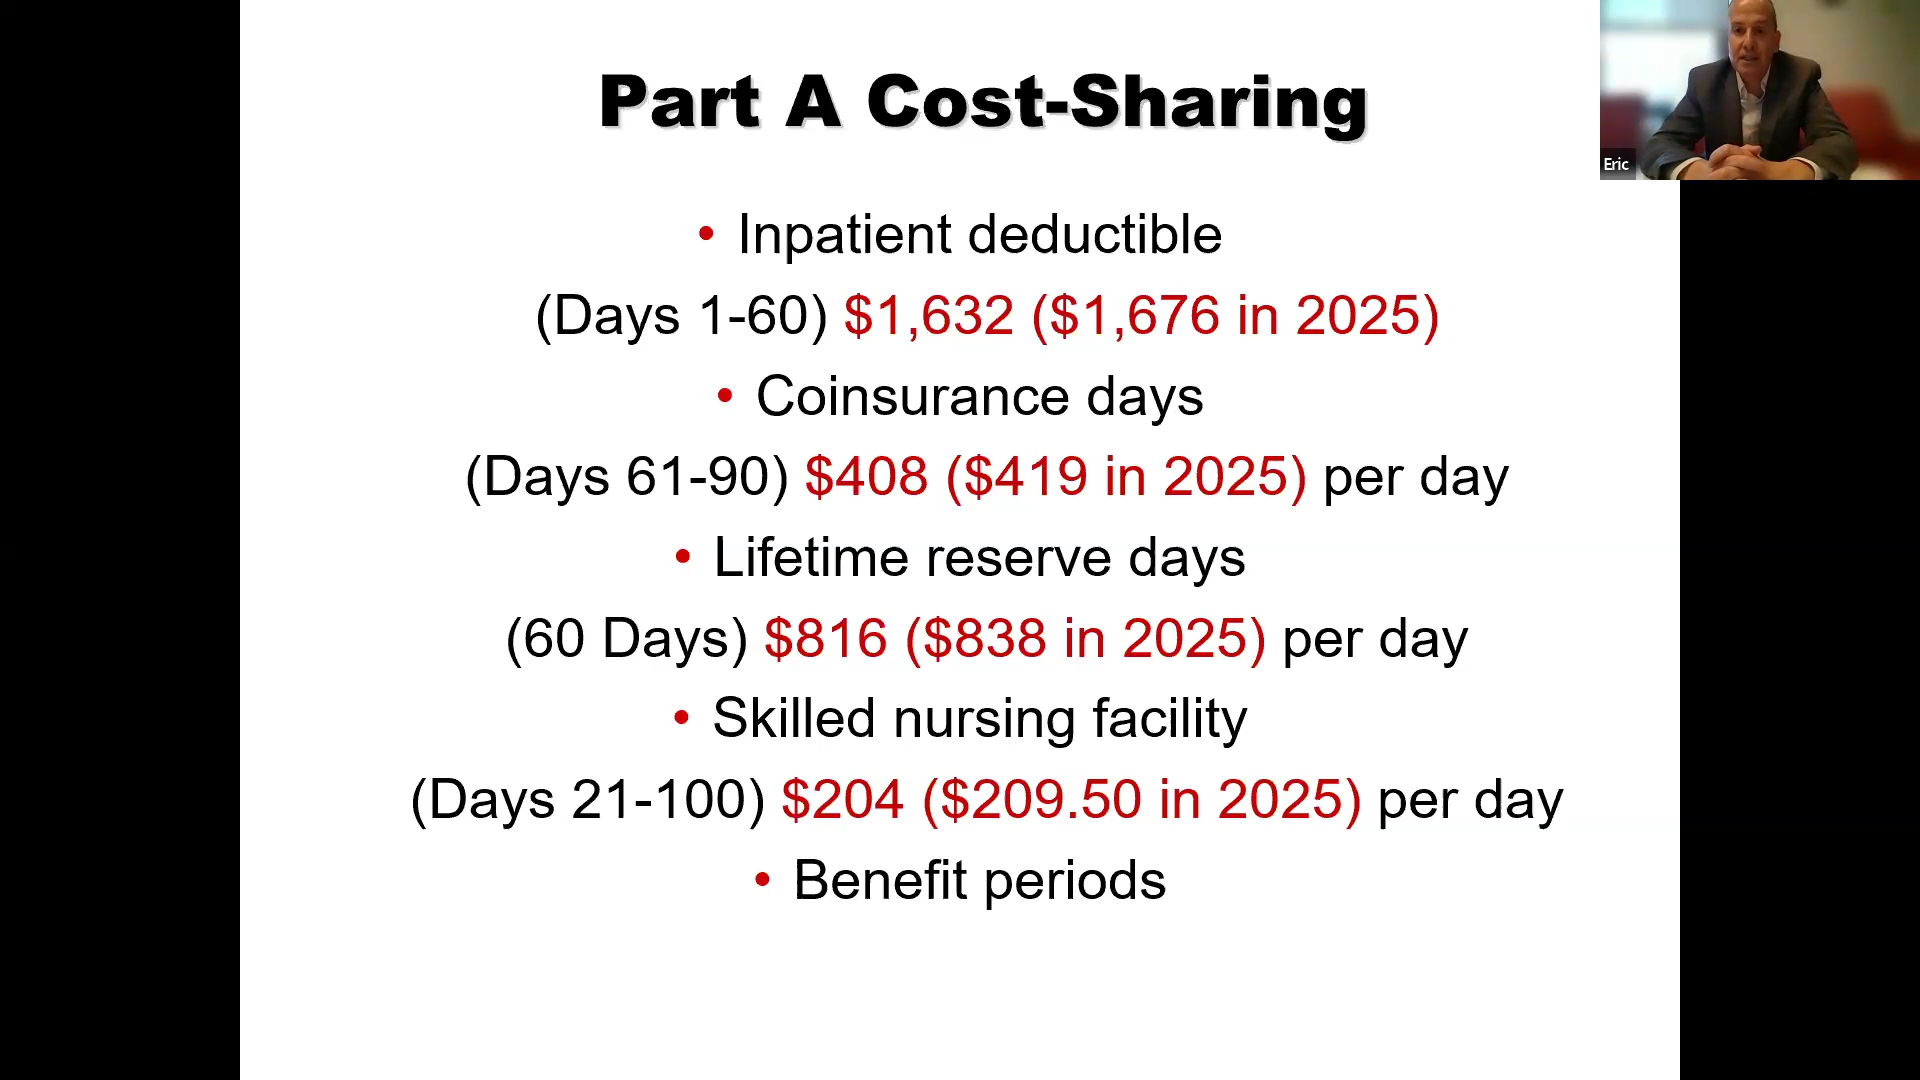 Part A Cost-Sharing
Eric
• Inpatient deductible
(Days 1-60) $1,632 ($1,676 in 2025)
• Coinsurance days
(Days 61-90) $408 ($419 in 2025) per day
• Lifetime reserve days
(60 Days) $816 ($838 in 2025) per day
• Skilled nursing facility
(Days 21-100) $204 ($209.50 in 2025) per day
• Benefit periods